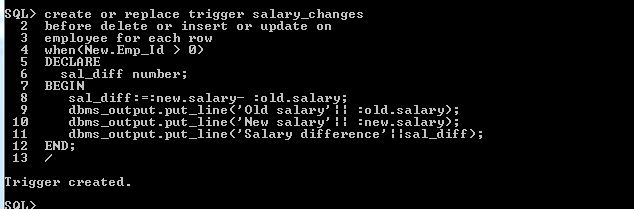 SQL> create or replace trigger salary_changes
  2  before delete or insert or update on
  3  employee for each row
  4  when(New.Emp_Id > 0)
  5  DECLARE
  6    sal_diff number;
  7  BEGIN
  8     sal_diff:=:new.salary- :old.salary;
  9     dbms_output.put_line('Old salary'|| :old.salary);
 10     dbms_output.put_line('New salary'|| :new.salary);
 11     dbms_output.put_line('Salary difference'||sal_diff);
 12  END;
 13  /
Trigger created.
SQL>